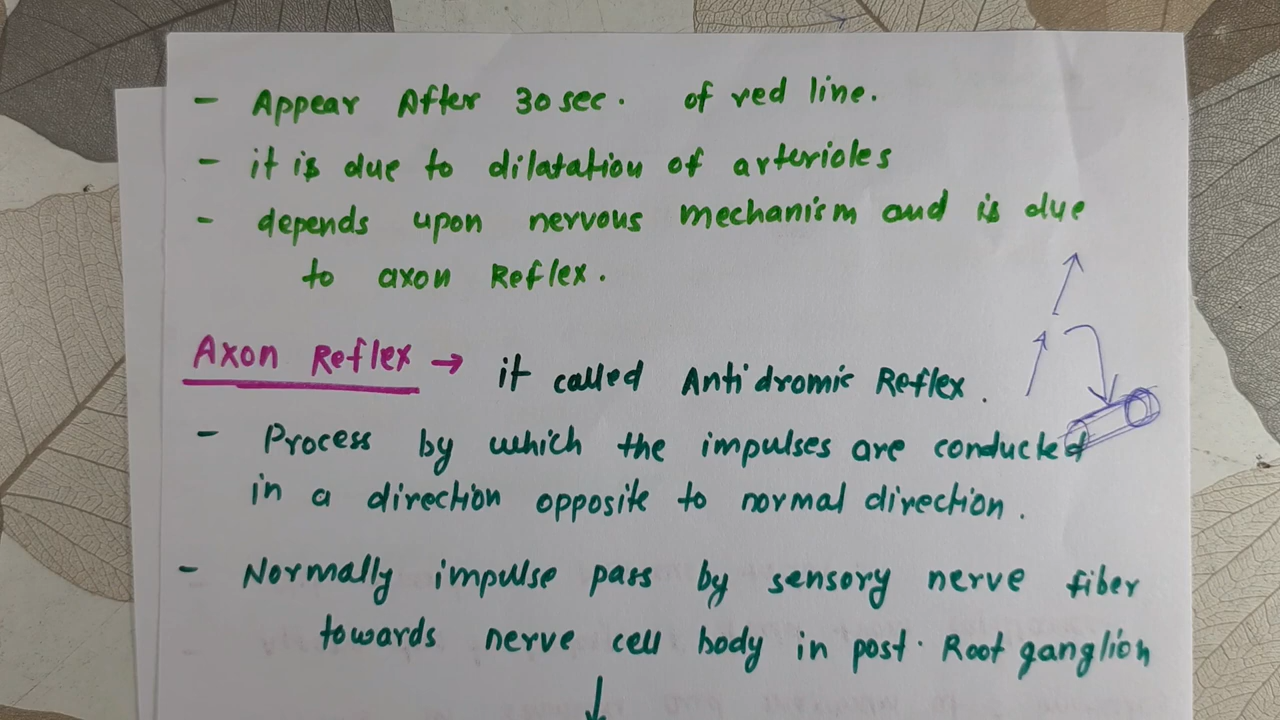 - Appear After 30 sec. of red line.
- it is due to dilatation of arterioles
- depends upon nervous mechanism and is due
to axon Reflex.
Axon Reflex → it called Antidromic Reflex.
- Process by which the impulses are conducted
in a direction opposite to normal direction.
- Normally impulse pass by sensory nerve fiber
towards nerve cell body in post. Root ganglion
↓